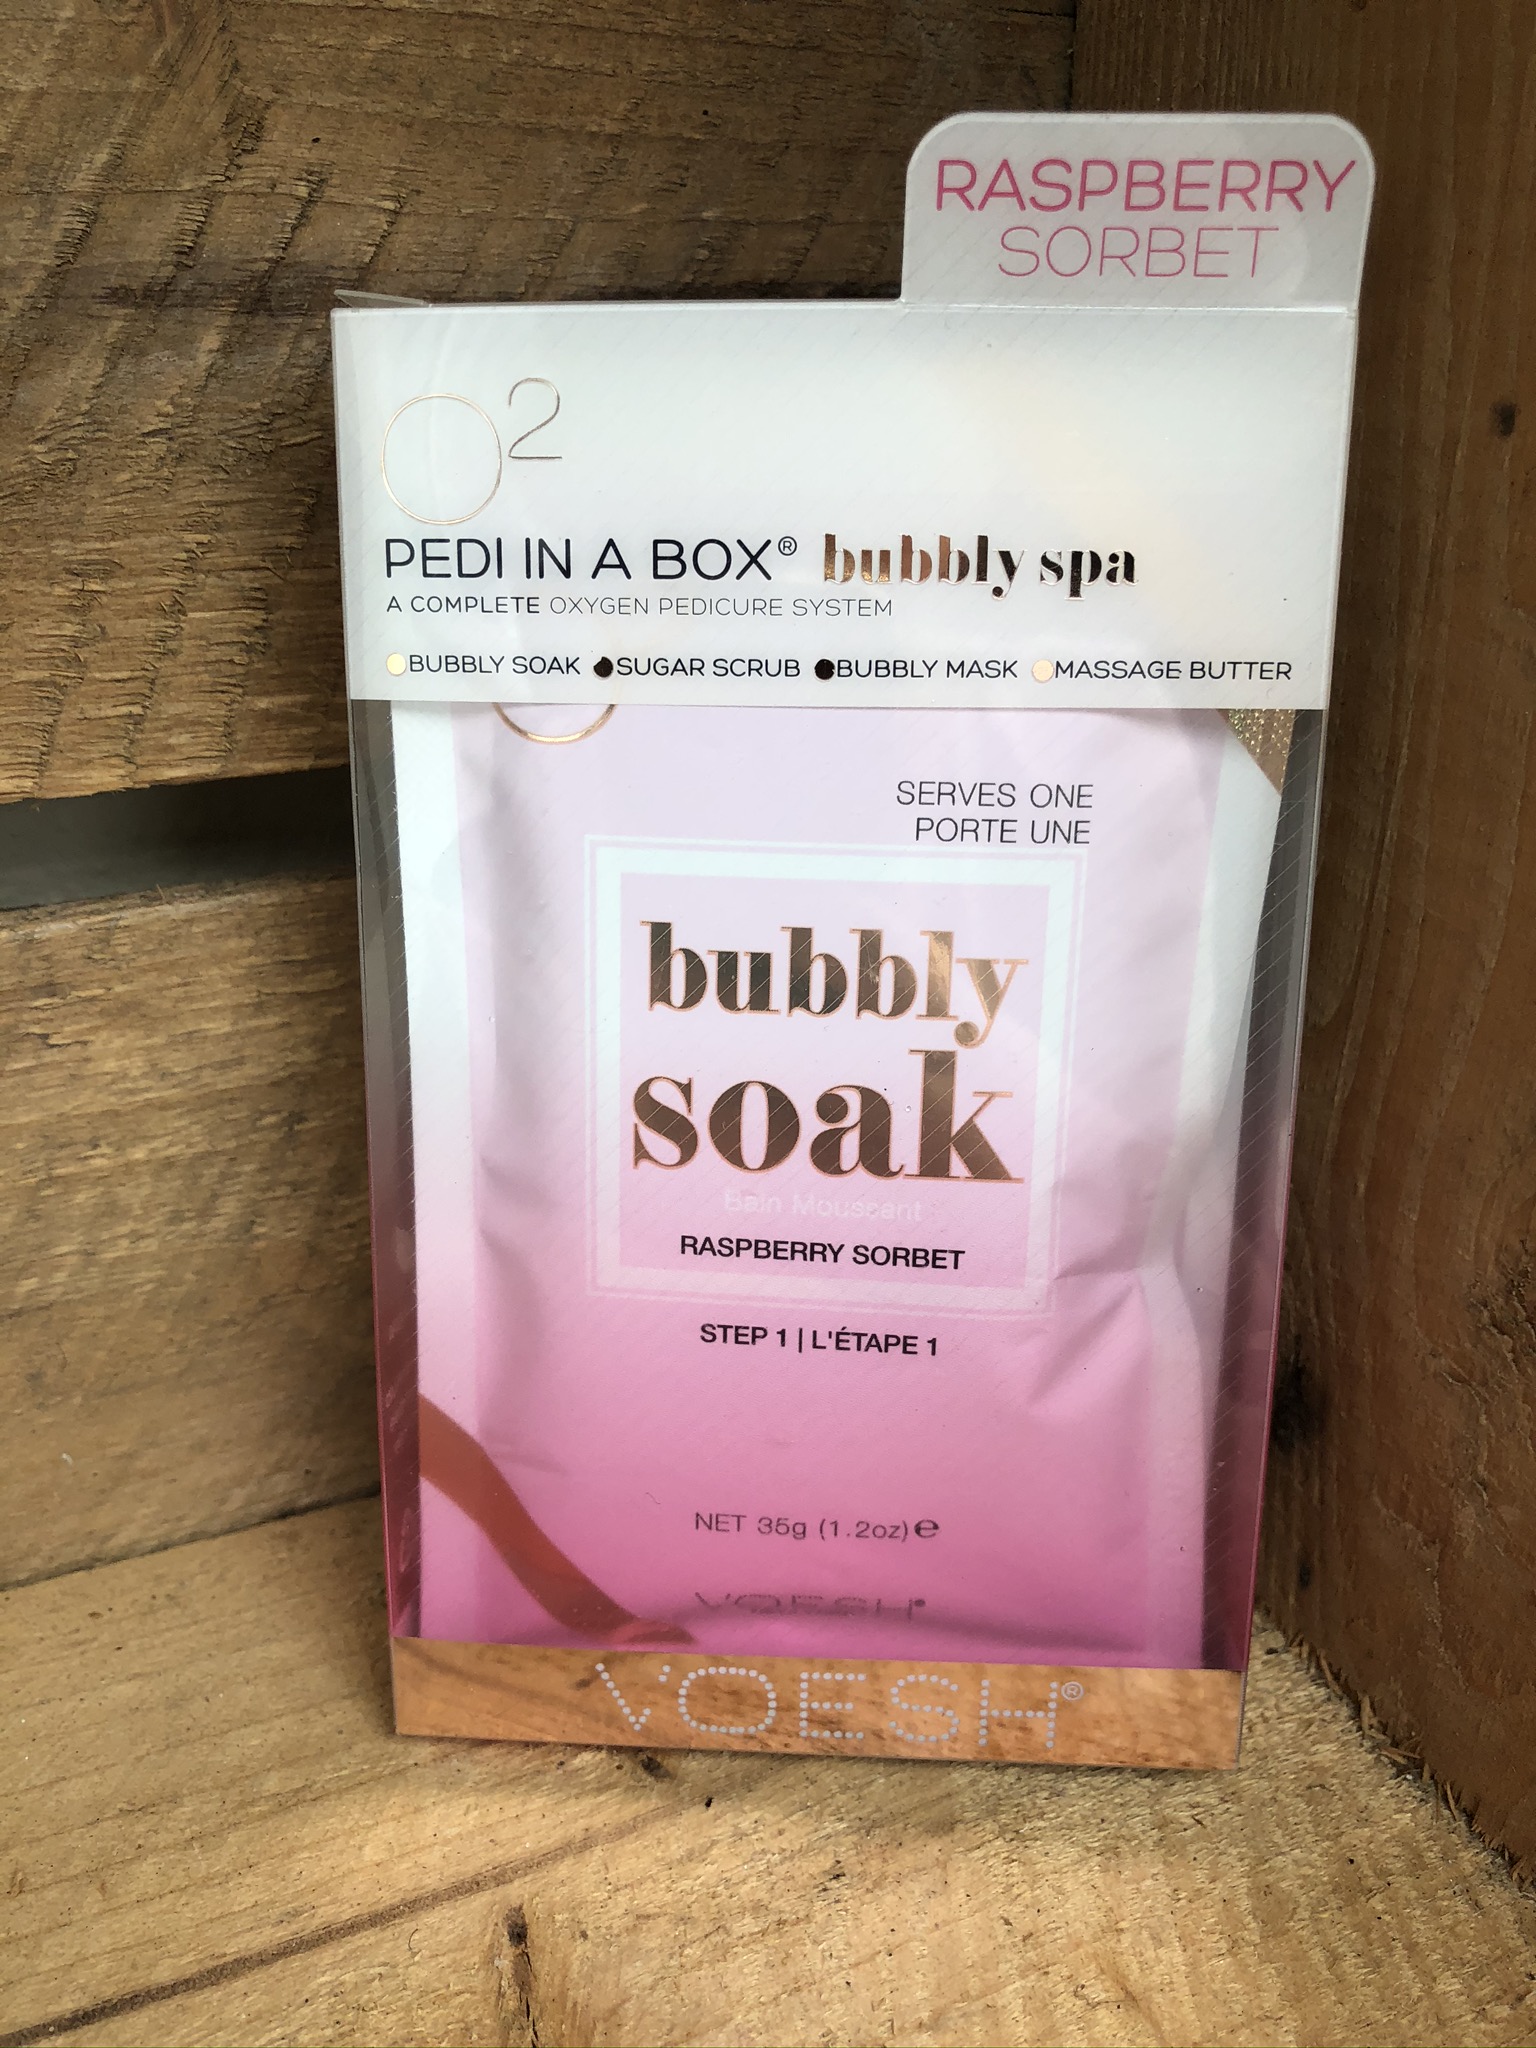 RASPBERRY
SORBET
O²
PEDI IN A BOX® bubbly spa
A COMPLETE OXYGEN PEDICURE SYSTEM
BUBBLY SOAK SUGAR SCRUB BUBBLY MASK MASSAGE BUTTER
SERVES ONE
PORTE UNE
bubbly
soak
Bain Moussant
RASPBERRY SORBET
STEP 1 | L'ÉTAPE 1
NET 35g (1.2oz) ℮
VOESH
VOESH®